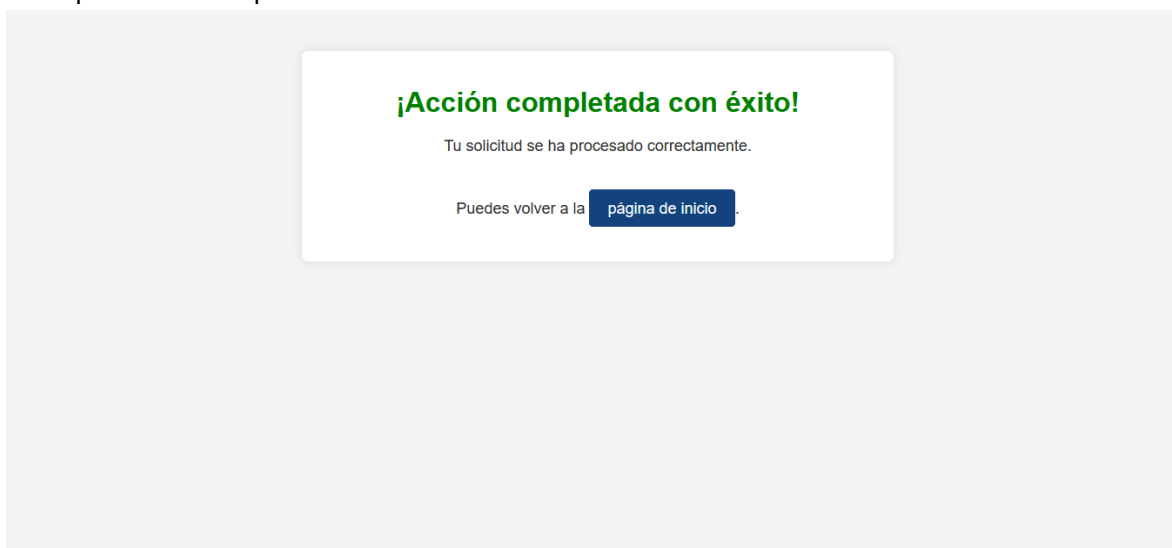 ¡Acción completada con éxito!
Tu solicitud se ha procesado correctamente.
Puedes volver a la página de inicio.